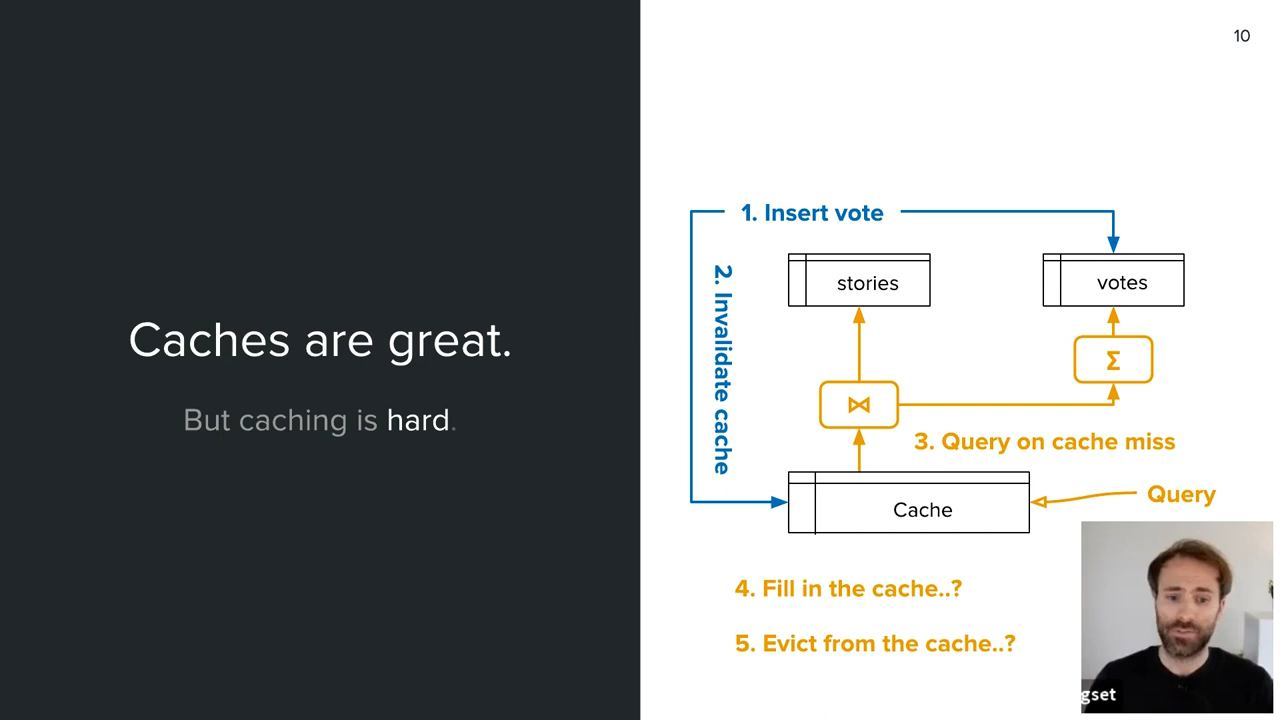 10
Caches are great.
But caching is hard.
1. Insert vote
2. Invalidate cache
stories
votes
Σ
⋈
3. Query on cache miss
Query
Cache
4. Fill in the cache..?
5. Evict from the cache..?
gset